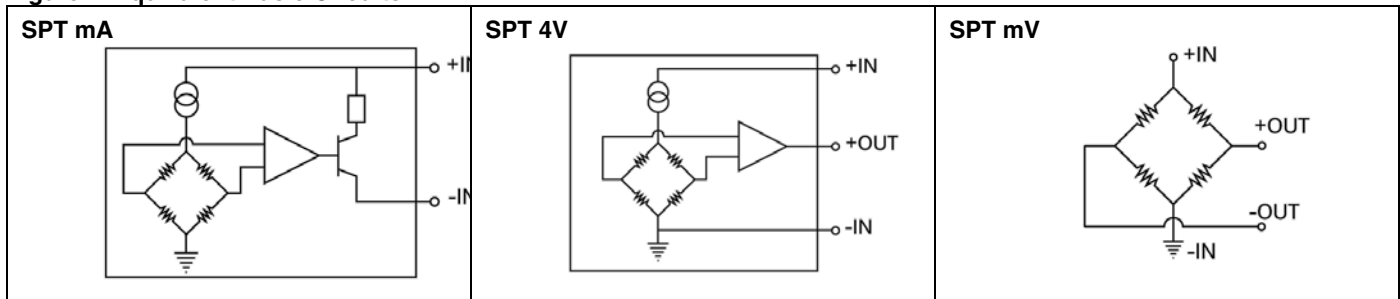 SPT mA
+IN
-IN
SPT 4V
+IN
+OUT
-IN
SPT mV
+IN
+OUT
-OUT
-IN